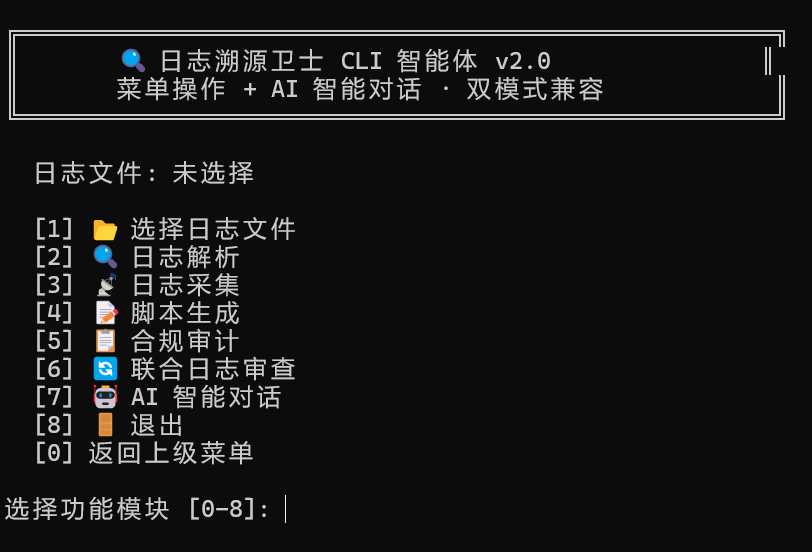 🔍 日志溯源卫士 CLI 智能体 v2.0
菜单操作 + AI 智能对话 · 双模式兼容
日志文件: 未选择
[1] 📂 选择日志文件
[2] 🔍 日志解析
[3] 📡 日志采集
[4] 📝 脚本生成
[5] 📋 合规审计
[6] 🔄 联合日志审查
[7] 🤖 AI 智能对话
[8] 🚪 退出
[0] 返回上级菜单
选择功能模块 [0-8]: